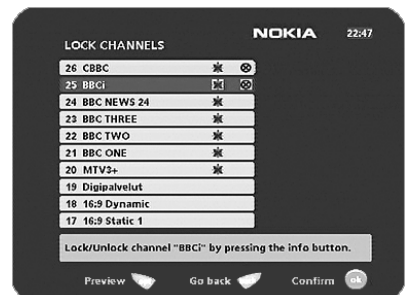 NOKIA 22:47
LOCK CHANNELS
26 CBBC
25 BBCi
24 BBC NEWS 24
23 BBC THREE
22 BBC TWO
21 BBC ONE
20 MTV3+
19 Digipalvelut
18 16:9 Dynamic
17 16:9 Static 1
Lock/Unlock channel "BBCi" by pressing the info button.
Preview Go back Confirm ok